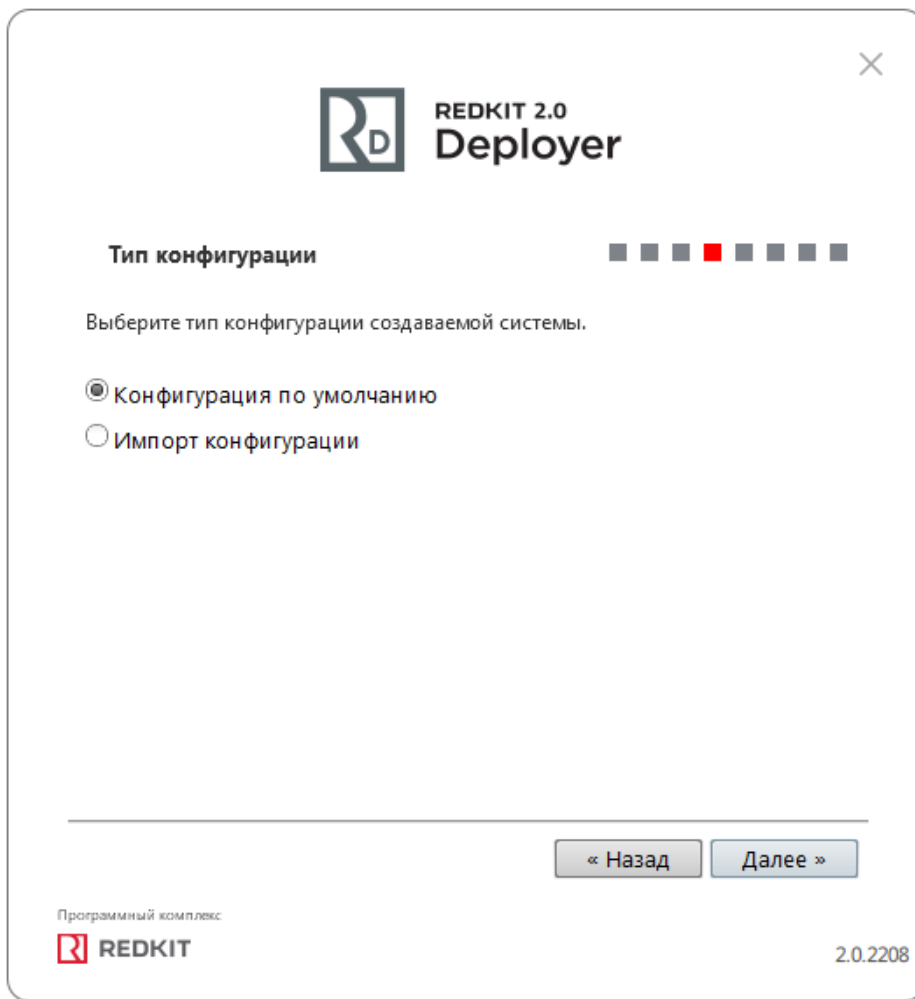 REDKIT 2.0
Deployer
Тип конфигурации
Выберите тип конфигурации создаваемой системы.
Конфигурация по умолчанию
Импорт конфигурации
« Назад
Далее »
Программный комплекс
REDKIT
2.0.2208